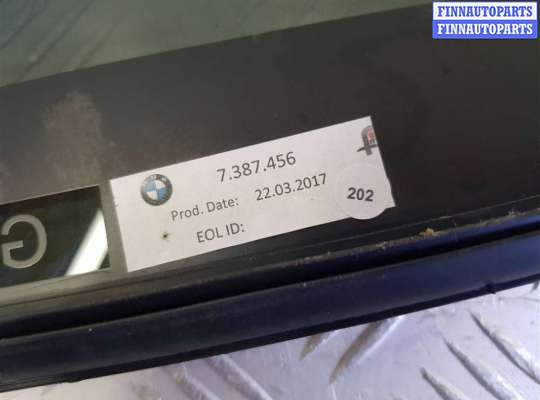 FINNAUTOPARTS
FINNAUTOPARTS
7.387.456
Prod. Date: 22.03.2017
202
EOL ID:
G